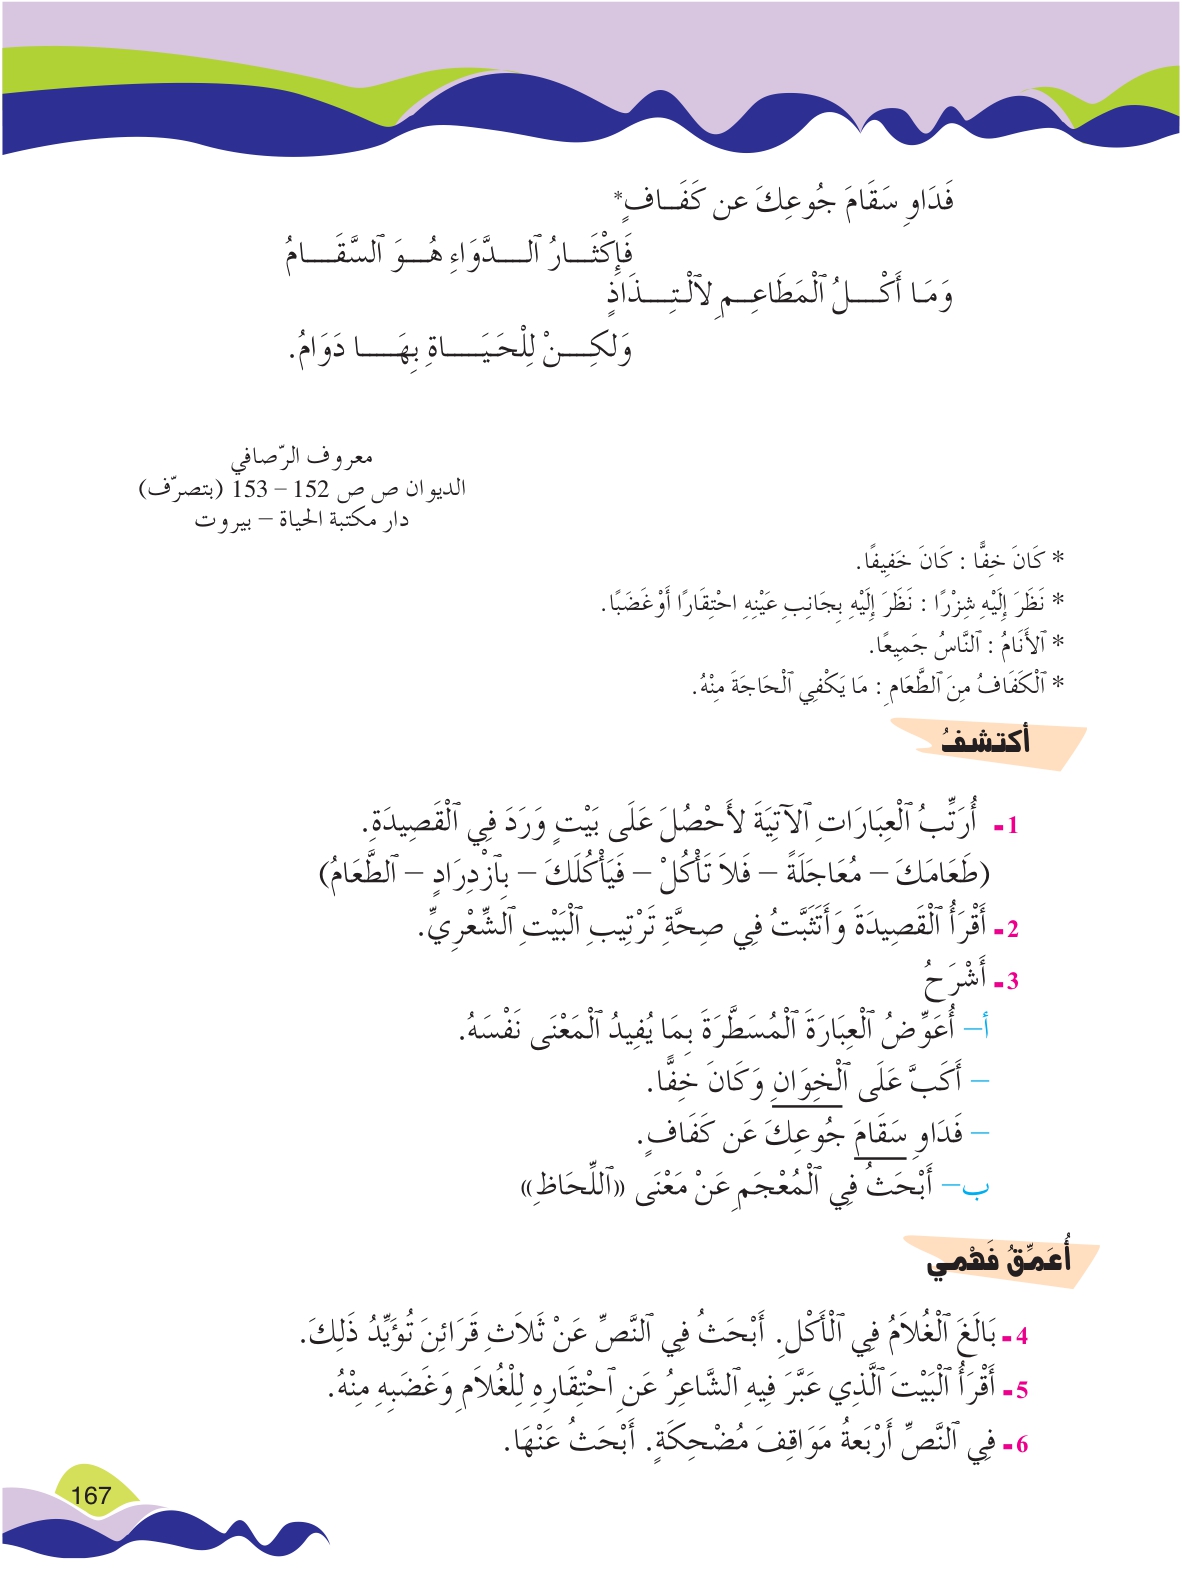 فَدَاوِ سَقَامَ جُوعِكَ عن كَفَافٍ*
فَإِكْثَارُ ٱلدَّوَاءِ هُوَ ٱلسَّقَامُ
وَمَا أَكْلُ ٱلْمَطَاعِمِ لاَلْتِذَاذٍ
وَلكِنْ لِلْحَيَاةِ بِهَا دَوَامُ.
معروف الرّصافي
الديوان ص ص 152 – 153 (بتصرّف)
دار مكتبة الحياة – بيروت
* كَانَ خِفًّا : كَانَ خَفِيفًا.
* نَظَرَ إِلَيْهِ شِزْرًا : نَظَرَ إِلَيْهِ بِجَانِبِ عَيْنِهِ احْتِقَارًا أَوْ غَضَبًا.
* ٱلأَنَامُ : ٱلنَّاسُ جَمِيعًا.
* ٱلْكَفَافُ مِنَ ٱلطَّعَامِ : مَا يَكْفِي ٱلْحَاجَةَ مِنْهُ.
أكتشفُ
1- أُرَتِّبُ ٱلْعِبَارَاتِ ٱلآتِيَةَ لأَحْصُلَ عَلَى بَيْتٍ وَرَدَ فِي ٱلْقَصِيدَةِ.
(طَعَامَكَ – مُعَاجَلَةً – فَلاَ تَأْكُلْ – فَيَأْكُلَكَ – بِٱزْدِرَادٍ – ٱلطَّعَامُ)
2- أَقْرَأُ ٱلْقَصِيدَةَ وَأَتَثَبَّتُ فِي صِحَّةِ تَرْتِيبِ ٱلْبَيْتِ ٱلشِّعْرِيِّ.
3- أَشْرَحُ
أ– أُعَوِّضُ ٱلْعِبَارَةَ ٱلْمُسَطَّرَةَ بِمَا يُفِيدُ ٱلْمَعْنَى نَفْسَهُ.
– أَكَبَّ عَلَى ٱلْخِوَانِ وَكَانَ خِفًّا.
– فَدَاوِ سَقَامَ جُوعِكَ عَن كَفَافٍ.
ب– أَبْحَثُ فِي ٱلْمُعْجَمِ عَنْ مَعْنَى «ٱللِّحَاظِ»
أُعَمِّقُ فَهْمي
4- بَالَغَ ٱلْغُلاَمُ فِي ٱلْأَكْلِ. أَبْحَثُ فِي ٱلنَّصِّ عَنْ ثَلاَثِ قَرَائِنَ تُؤَيِّدُ ذَلِكَ.
5- أَقْرَأُ ٱلْبَيْتَ ٱلَّذِي عَبَّرَ فِيهِ ٱلشَّاعِرُ عَنِ ٱحْتِقَارِهِ لِلْغُلاَمِ وَغَضَبِهِ مِنْهُ.
6- فِي ٱلنَّصِّ أَرْبَعةُ مَوَاقِفَ مُضْحِكَةٍ. أَبْحَثُ عَنْهَا.
167